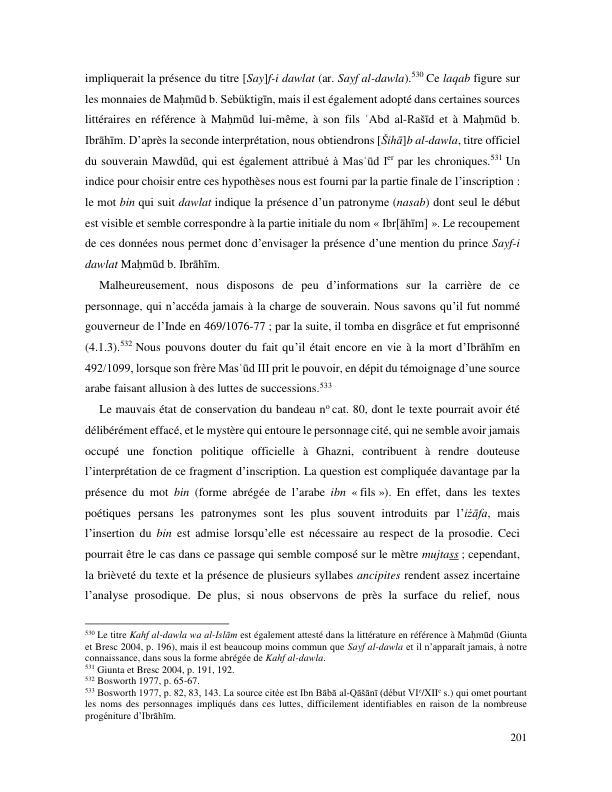 impliquerait la présence du titre [Say]f-i dawlat (ar. Sayf al-dawla).530 Ce laqab figure sur
les monnaies de Maḥmūd b. Sebüktigīn, mais il est également adopté dans certaines sources
littéraires en référence à Maḥmūd lui-même, à son fils ʿAbd al-Rašīd et à Maḥmūd b.
Ibrāhīm. D’après la seconde interprétation, nous obtiendrons [Šihā]b al-dawla, titre officiel
du souverain Mawdūd, qui est également attribué à Masʿūd Ier par les chroniques.531 Un
indice pour choisir entre ces hypothèses nous est fourni par la partie finale de l’inscription :
le mot bin qui suit dawlat indique la présence d’un patronyme (nasab) dont seul le début
est visible et semble correspondre à la partie initiale du nom « Ibr[āhīm] ». Le recoupement
de ces données nous permet donc d’envisager la présence d’une mention du prince Sayf-i
dawlat Maḥmūd b. Ibrāhīm.
Malheureusement, nous disposons de peu d’informations sur la carrière de ce
personnage, qui n’accéda jamais à la charge de souverain. Nous savons qu’il fut nommé
gouverneur de l’Inde en 469/1076-77 ; par la suite, il tomba en disgrâce et fut emprisonné
(4.1.3).532 Nous pouvons douter du fait qu’il était encore en vie à la mort d’Ibrāhīm en
492/1099, lorsque son frère Masʿūd III prit le pouvoir, en dépit du témoignage d’une source
arabe faisant allusion à des luttes de successions.533
Le mauvais état de conservation du bandeau no cat. 80, dont le texte pourrait avoir été
délibérément effacé, et le mystère qui entoure le personnage cité, qui ne semble avoir jamais
occupé une fonction politique officielle à Ghazni, contribuent à rendre douteuse
l’interprétation de ce fragment d’inscription. La question est compliquée davantage par la
présence du mot bin (forme abrégée de l’arabe ibn « fils »). En effet, dans les textes
poétiques persans les patronymes sont les plus souvent introduits par l’iżāfa, mais
l’insertion du bin est admise lorsqu’elle est nécessaire au respect de la prosodie. Ceci
pourrait être le cas dans ce passage qui semble composé sur le mètre mujtass ; cependant,
la brièveté du texte et la présence de plusieurs syllabes ancipites rendent assez incertaine
l’analyse prosodique. De plus, si nous observons de près la surface du relief, nous
530 Le titre Kahf al-dawla wa al-Islām est également attesté dans la littérature en référence à Maḥmūd (Giunta
et Bresc 2004, p. 196), mais il est beaucoup moins commun que Sayf al-dawla et il n’apparaît jamais, à notre
connaissance, dans sous la forme abrégée de Kahf al-dawla.
531 Giunta et Bresc 2004, p. 191, 192.
532 Bosworth 1977, p. 65-67.
533 Bosworth 1977, p. 82, 83, 143. La source citée est Ibn Bābā al-Qāšānī (début VIe/XIIe s.) qui omet pourtant
les noms des personnages impliqués dans ces luttes, difficilement identifiables en raison de la nombreuse
progéniture d’Ibrāhīm.
201